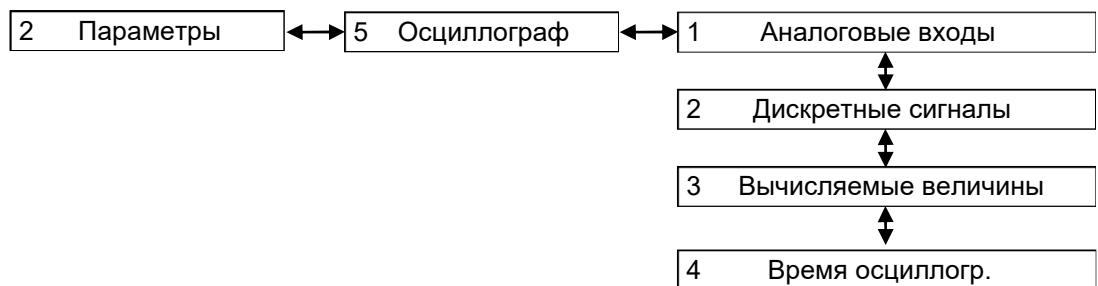 2 Параметры 5 Осциллограф 1 Аналоговые входы
2 Дискретные сигналы
3 Вычисляемые величины
4 Время осциллогр.